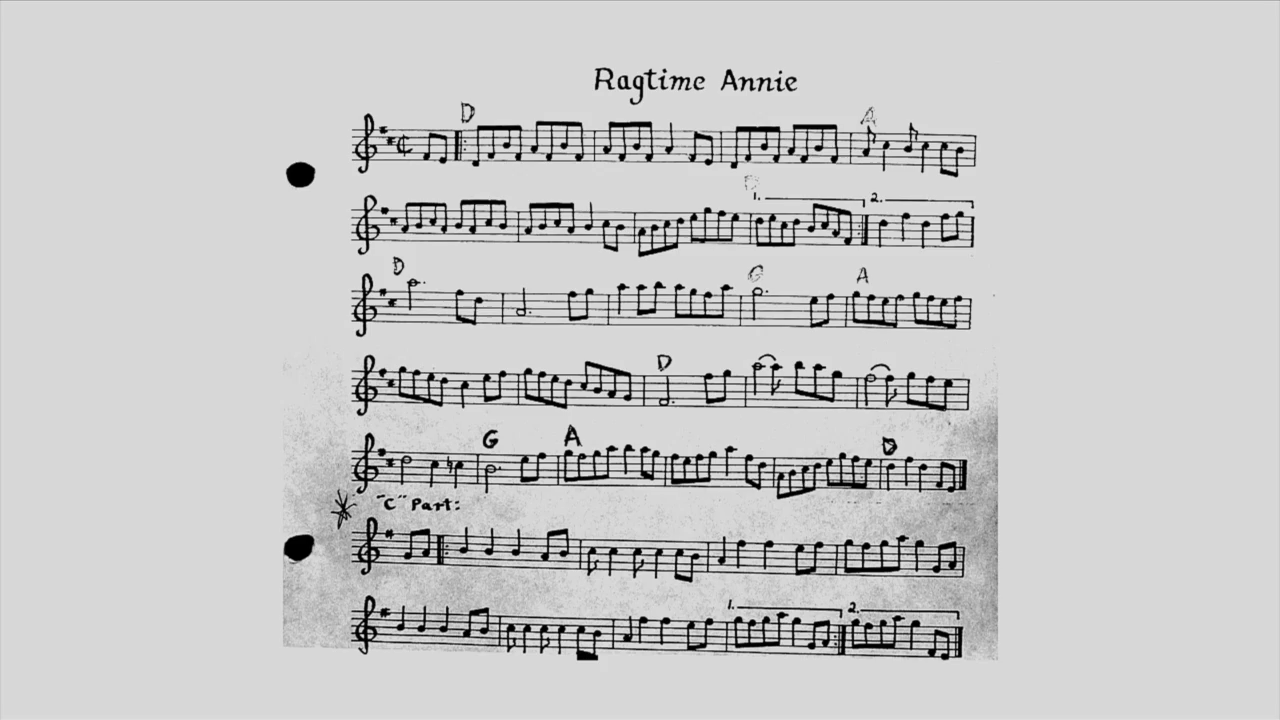 Ragtime Annie
D A
1. 2.
D G A
D
G A D
"C" Part:
1. 2.